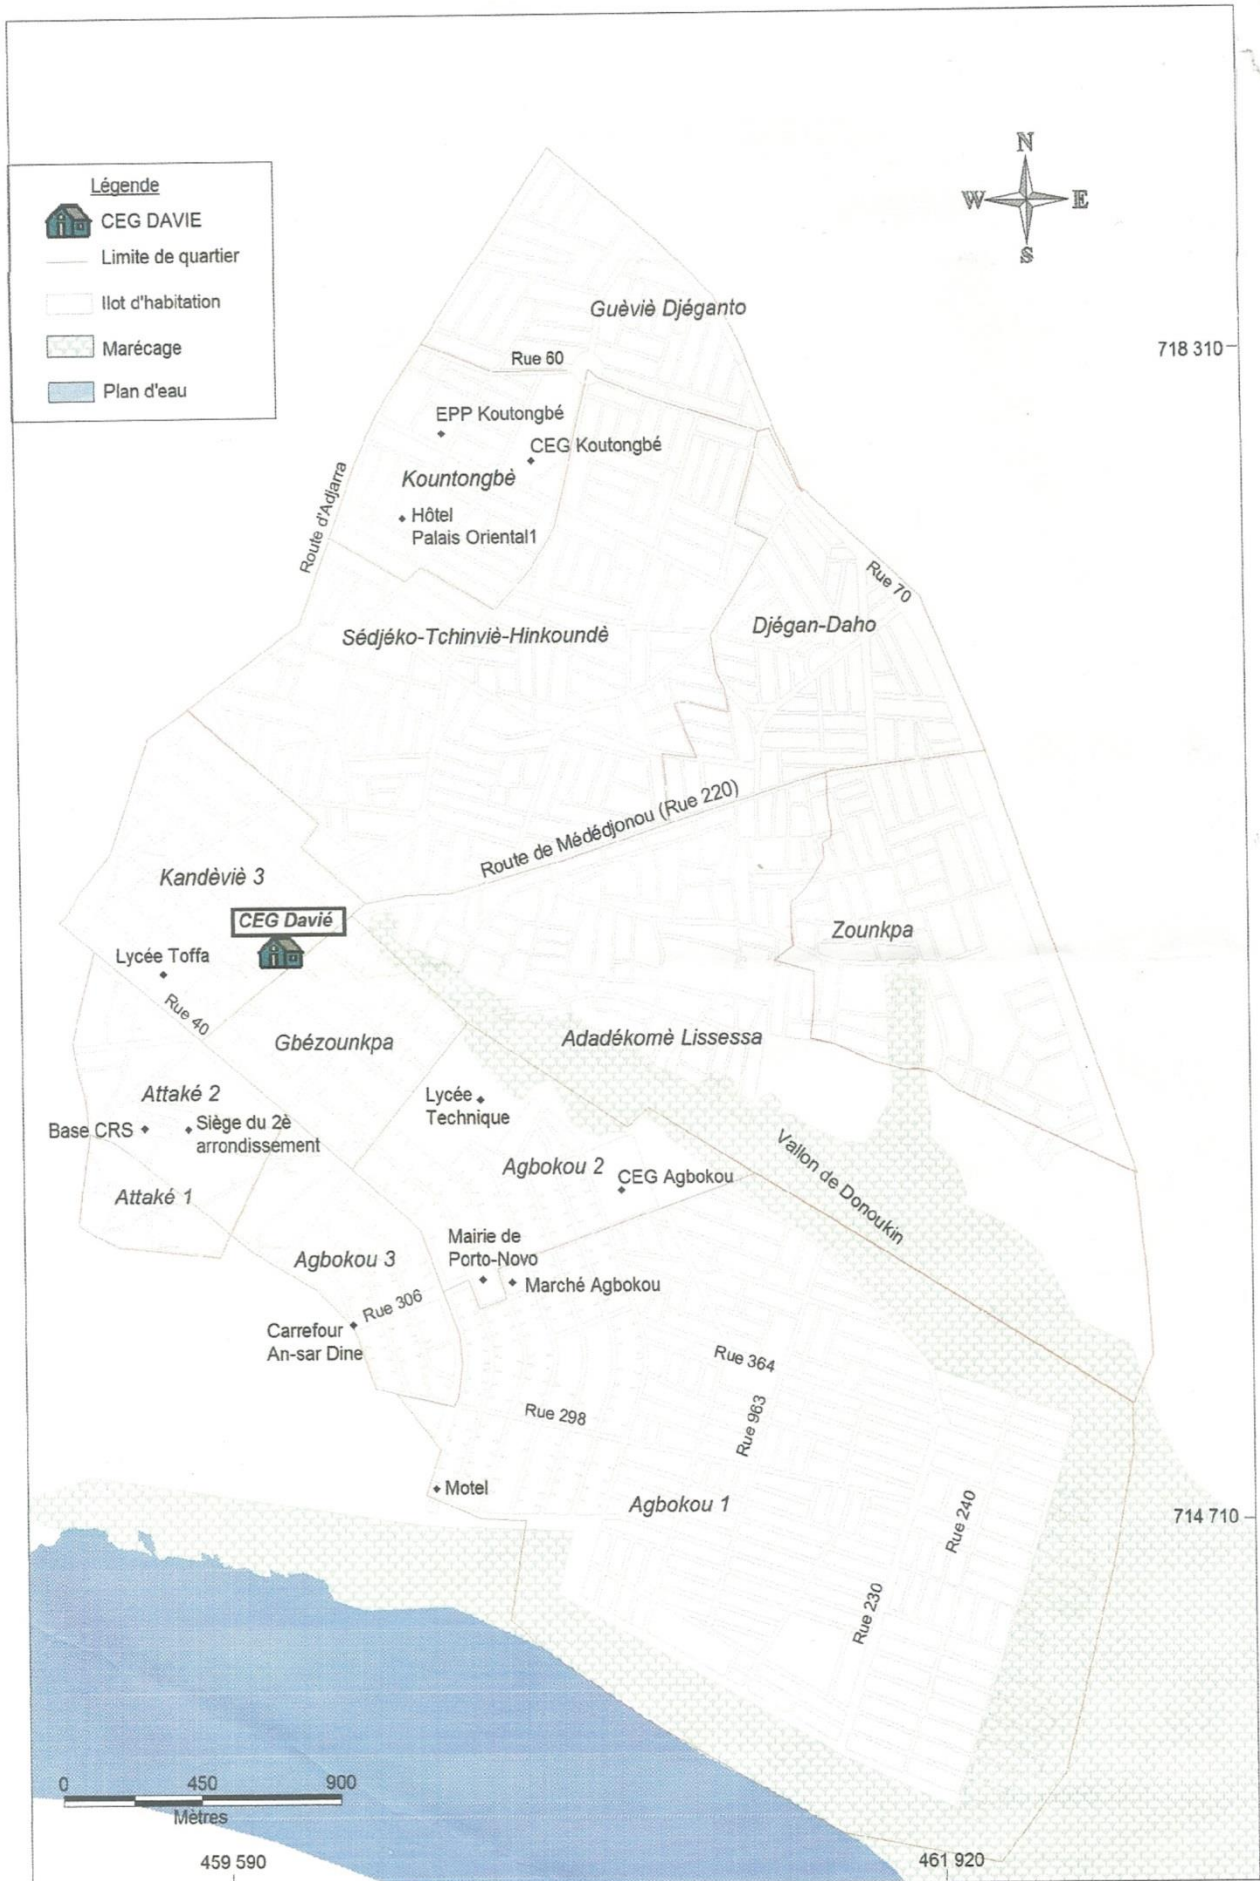 N
W E
S
Légende
CEG DAVIE
Limite de quartier
Ilot d'habitation
Marécage
Plan d'eau
Guèviè Djéganto
718 310
Rue 60
EPP Koutongbé
CEG Koutongbé
Kountongbè
Route d'Adjarra
Hôtel
Palais Oriental1
Rue 70
Sédjéko-Tchinviè-Hinkoundè
Djégan-Daho
Route de Médédjonou (Rue 220)
Kandèviè 3
CEG Davié
Zounkpa
Lycée Toffa
Rue 40
Gbézounkpa
Adadékomè Lissessa
Attaké 2
Lycée
Technique
Base CRS
Siège du 2è
arrondissement
Vallon de Donoukin
Agbokou 2
CEG Agbokou
Attaké 1
Mairie de
Porto-Novo
Agbokou 3
Marché Agbokou
Rue 306
Carrefour
An-sar Dine
Rue 364
Rue 298
Rue 963
Motel
Agbokou 1
714 710
Rue 240
Rue 230
0 450 900
Mètres
459 590
461 920